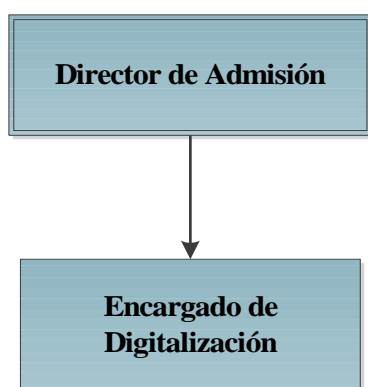 Director de Admisión
Encargado de
Digitalización